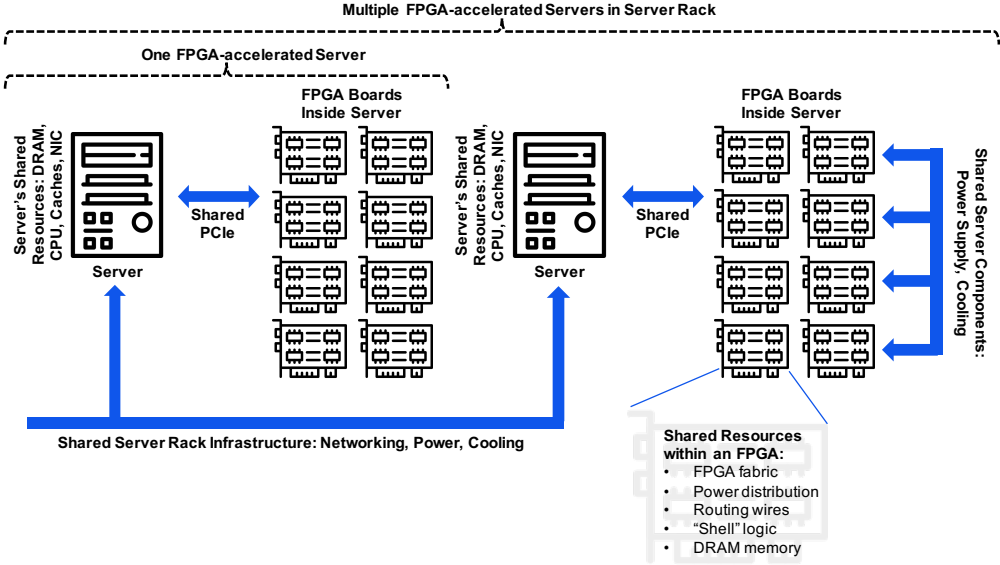 Multiple FPGA-accelerated Servers in Server Rack
One FPGA-accelerated Server
FPGA Boards
Inside Server
Server's Shared
Resources: DRAM,
CPU, Caches, NIC
Shared
PCIe
Server
FPGA Boards
Inside Server
Server's Shared
Resources: DRAM,
CPU, Caches, NIC
Shared
PCIe
Server
Shared Server Components:
Power Supply, Cooling
Shared Server Rack Infrastructure: Networking, Power, Cooling
Shared Resources
within an FPGA:
• FPGA fabric
• Power distribution
• Routing wires
• “Shell” logic
• DRAM memory